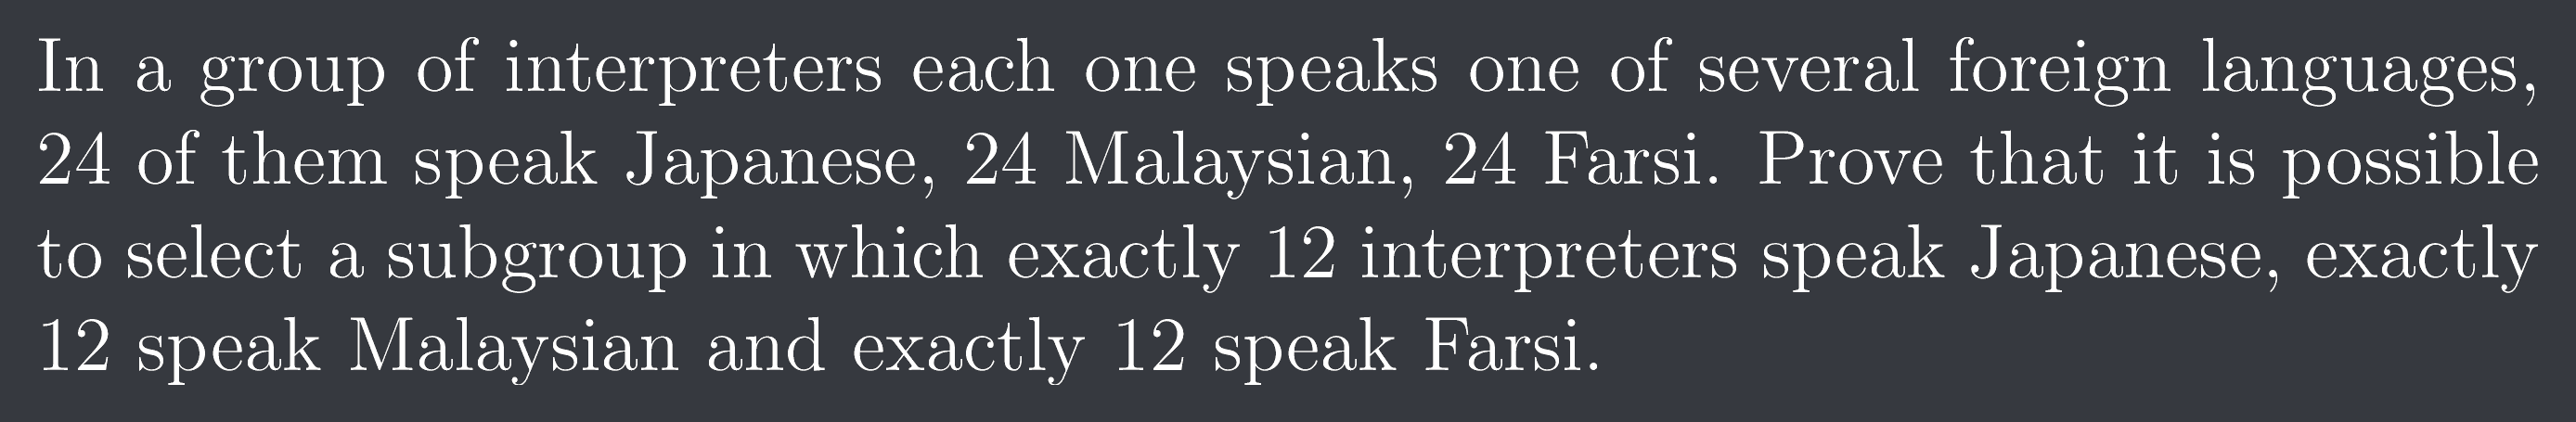 In a group of interpreters each one speaks one of several foreign languages,
24 of them speak Japanese, 24 Malaysian, 24 Farsi. Prove that it is possible
to select a subgroup in which exactly 12 interpreters speak Japanese, exactly
12 speak Malaysian and exactly 12 speak Farsi.